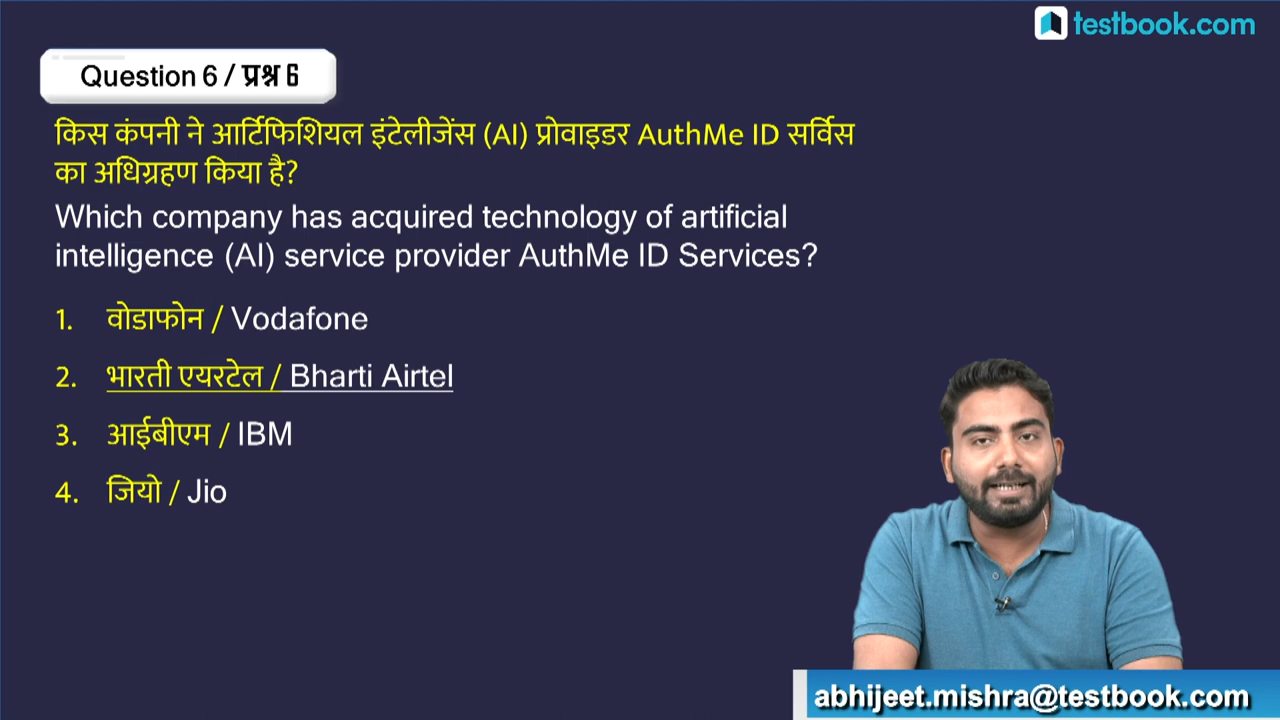 testbook.com
Question 6 / प्रश्न 6
किस कंपनी ने आर्टिफिशियल इंटेलीजेंस (AI) प्रोवाइडर AuthMe ID सर्विस
का अधिग्रहण किया है?
Which company has acquired technology of artificial
intelligence (AI) service provider AuthMe ID Services?
1. वोडाफोन / Vodafone
2. भारती एयरटेल / Bharti Airtel
3. आईबीएम / IBM
4. जियो / Jio
abhijeet.mishra@testbook.com